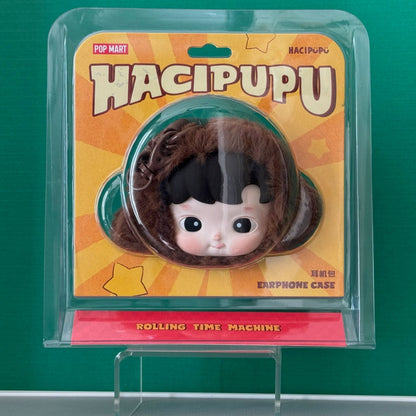 POP MART
HACIPUPU
HACIPUPU
耳机包
EARPHONE CASE
ROLLING TIME MACHINE